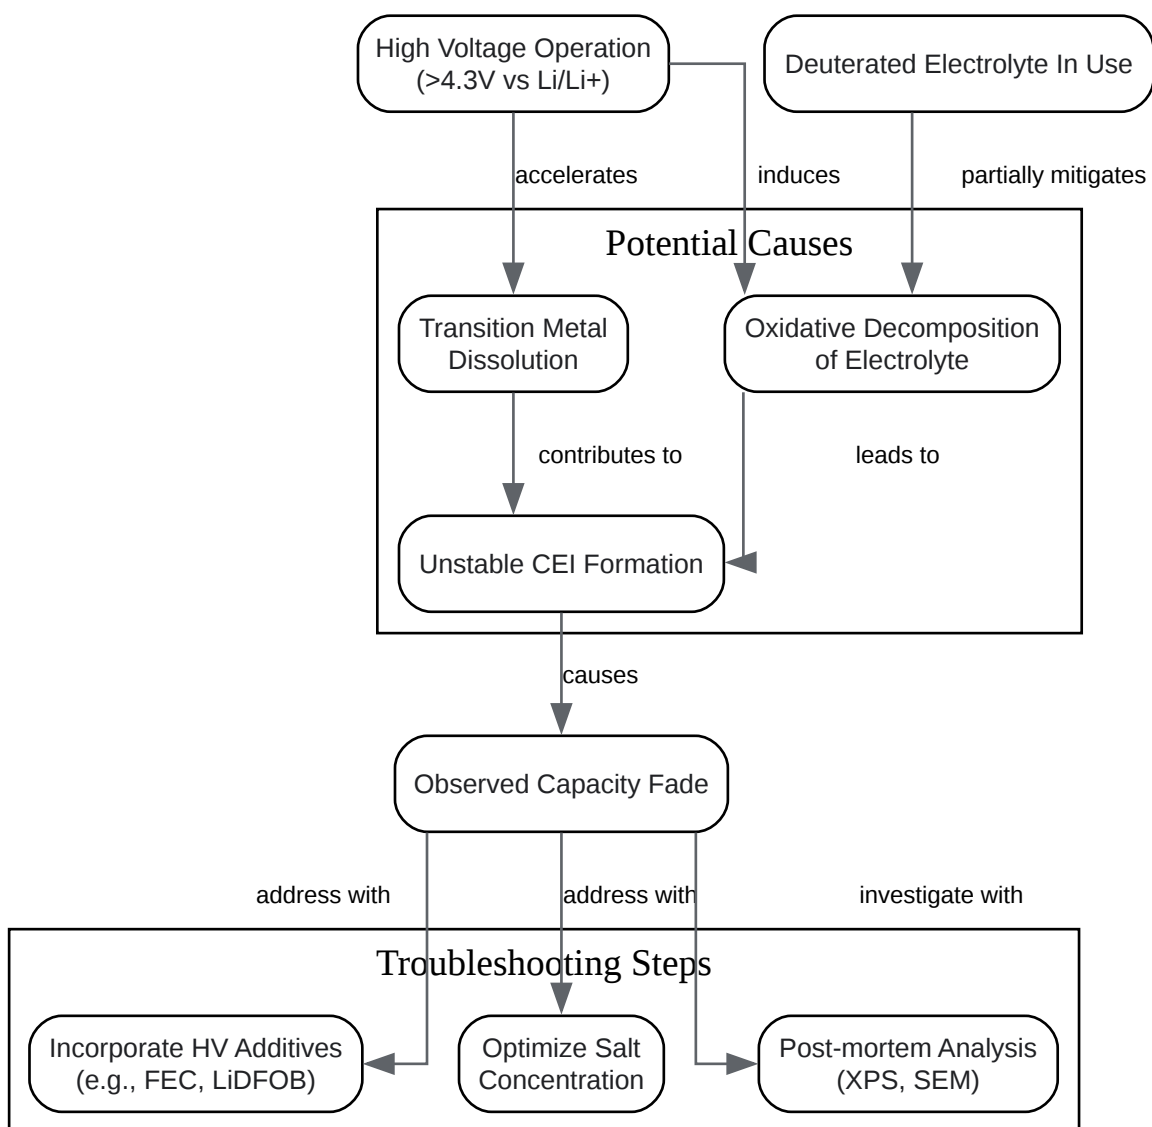 High Voltage Operation
(>4.3V vs Li/Li+)
Deuterated Electrolyte In Use
accelerates
induces
partially mitigates
Potential Causes
Transition Metal
Dissolution
Oxidative Decomposition
of Electrolyte
contributes to
leads to
Unstable CEI Formation
causes
Observed Capacity Fade
address with
address with
investigate with
Troubleshooting Steps
Incorporate HV Additives
(e.g., FEC, LiDFOB)
Optimize Salt
Concentration
Post-mortem Analysis
(XPS, SEM)